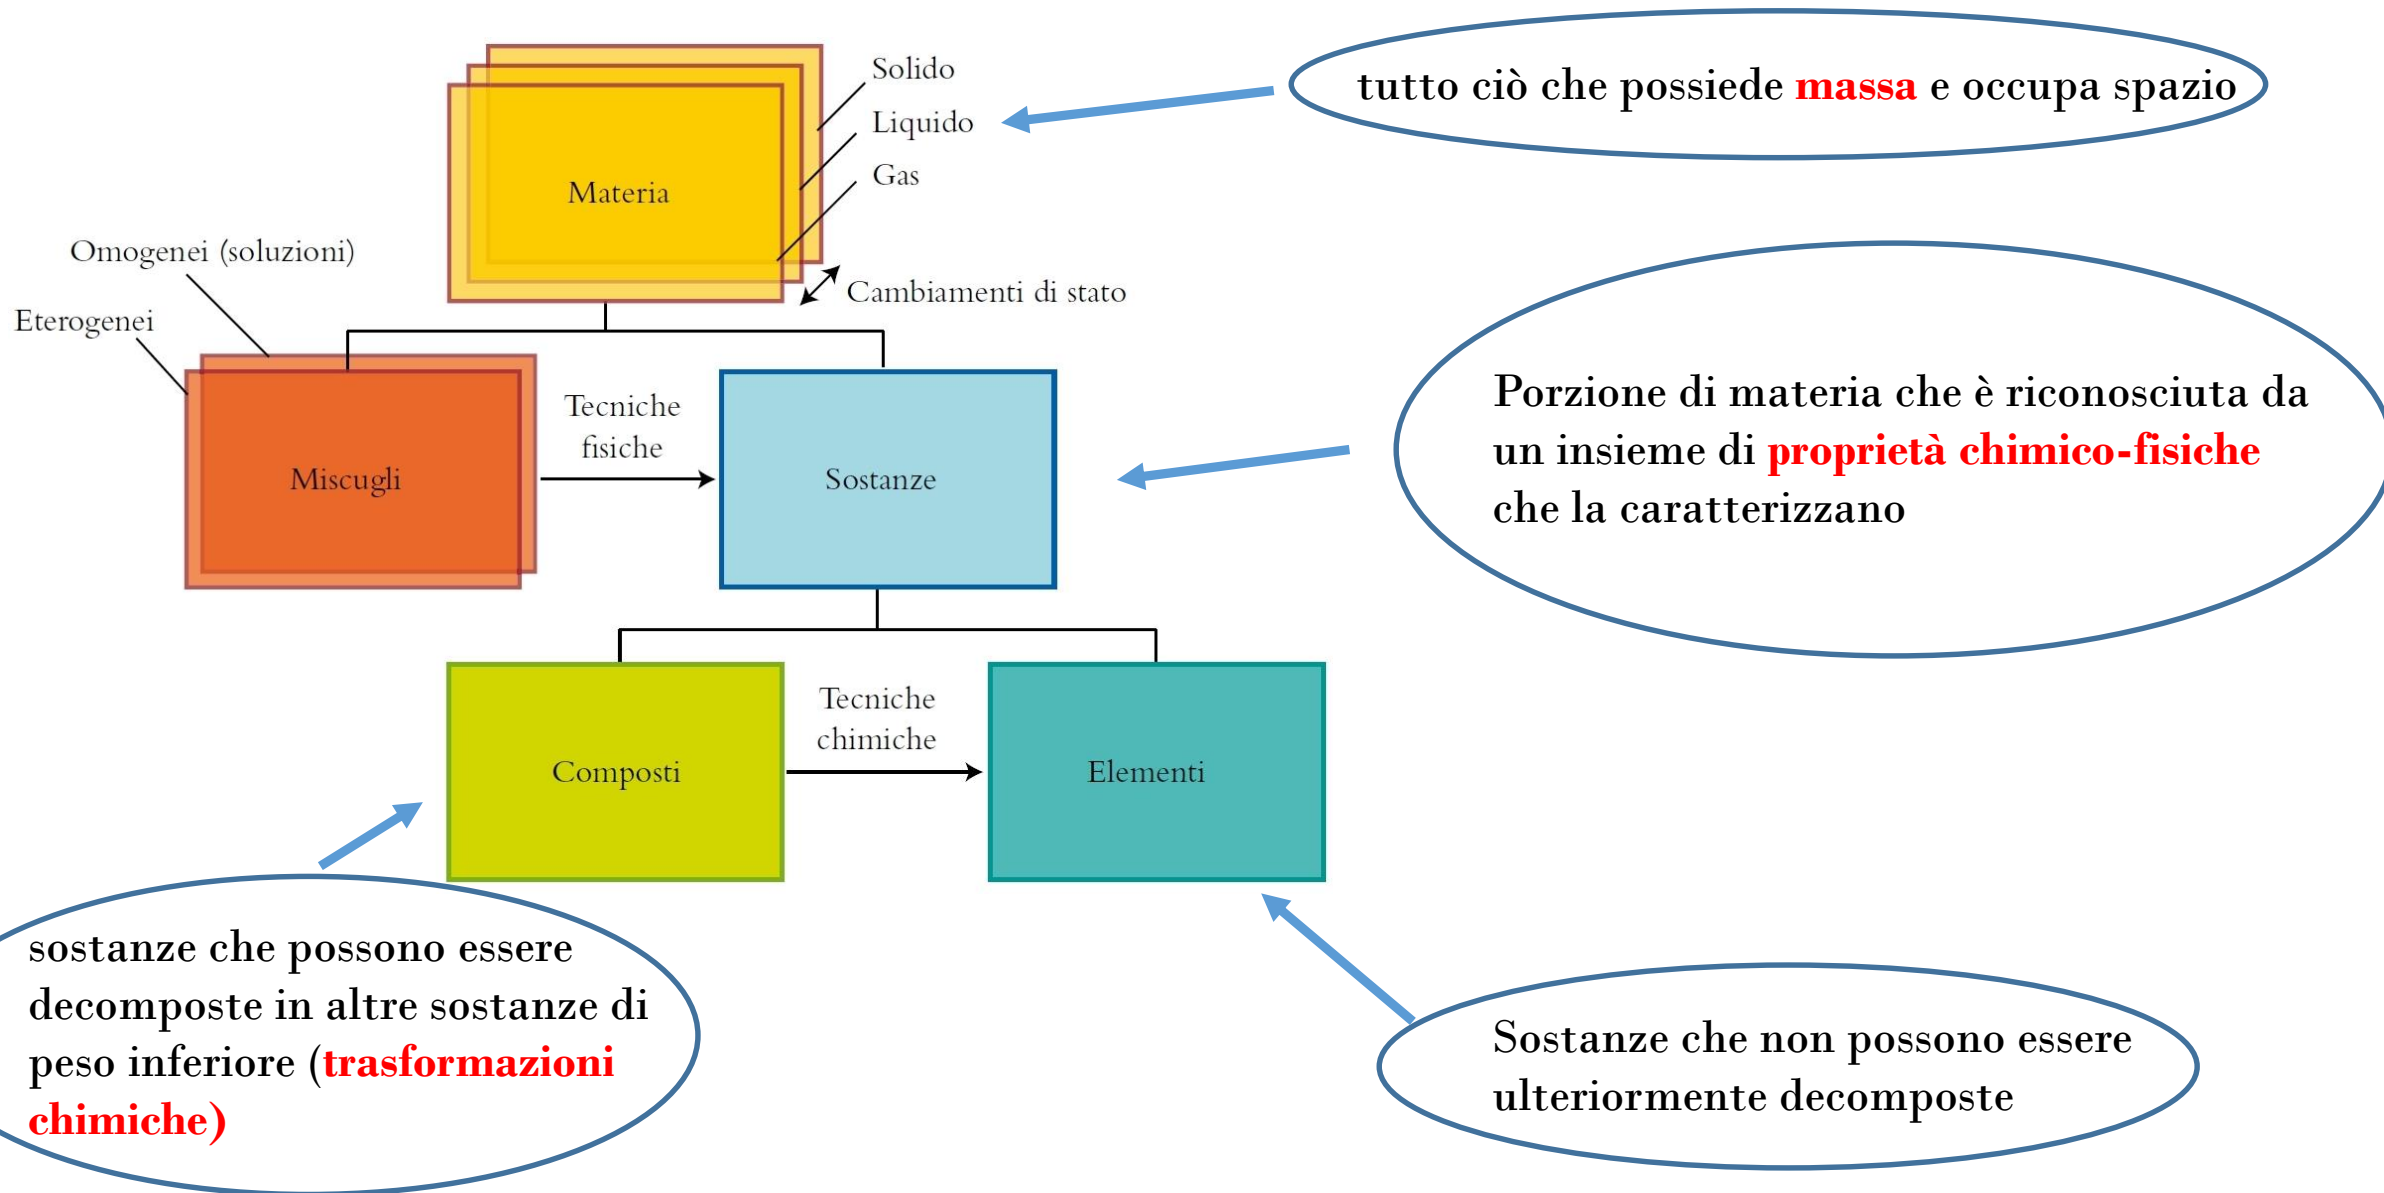 Solido
tutto ciò che possiede massa e occupa spazio
Liquido
Gas
Materia
Omogenei (soluzioni)
Cambiamenti di stato
Eterogenei
Tecniche
fisiche
Miscugli
Sostanze
Porzione di materia che è riconosciuta da
un insieme di proprietà chimico-fisiche
che la caratterizzano
Tecniche
chimiche
Composti
Elementi
sostanze che possono essere
decomposte in altre sostanze di
peso inferiore (trasformazioni
chimiche)
Sostanze che non possono essere
ulteriormente decomposte